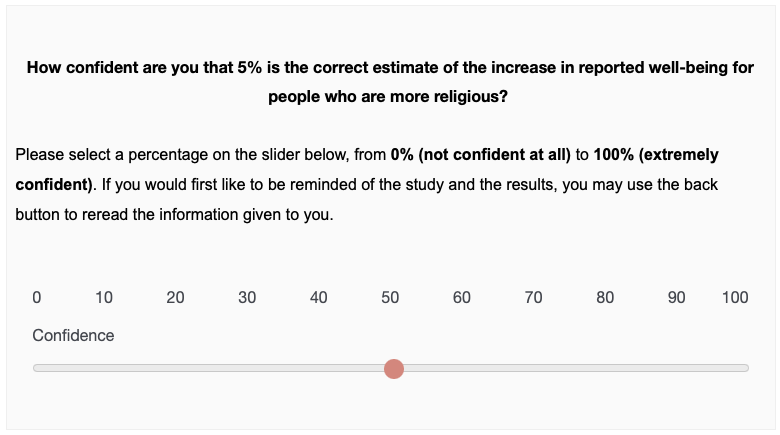 How confident are you that 5% is the correct estimate of the increase in reported well-being for
people who are more religious?
Please select a percentage on the slider below, from 0% (not confident at all) to 100% (extremely
confident). If you would first like to be reminded of the study and the results, you may use the back
button to reread the information given to you.
0 10 20 30 40 50 60 70 80 90 100
Confidence